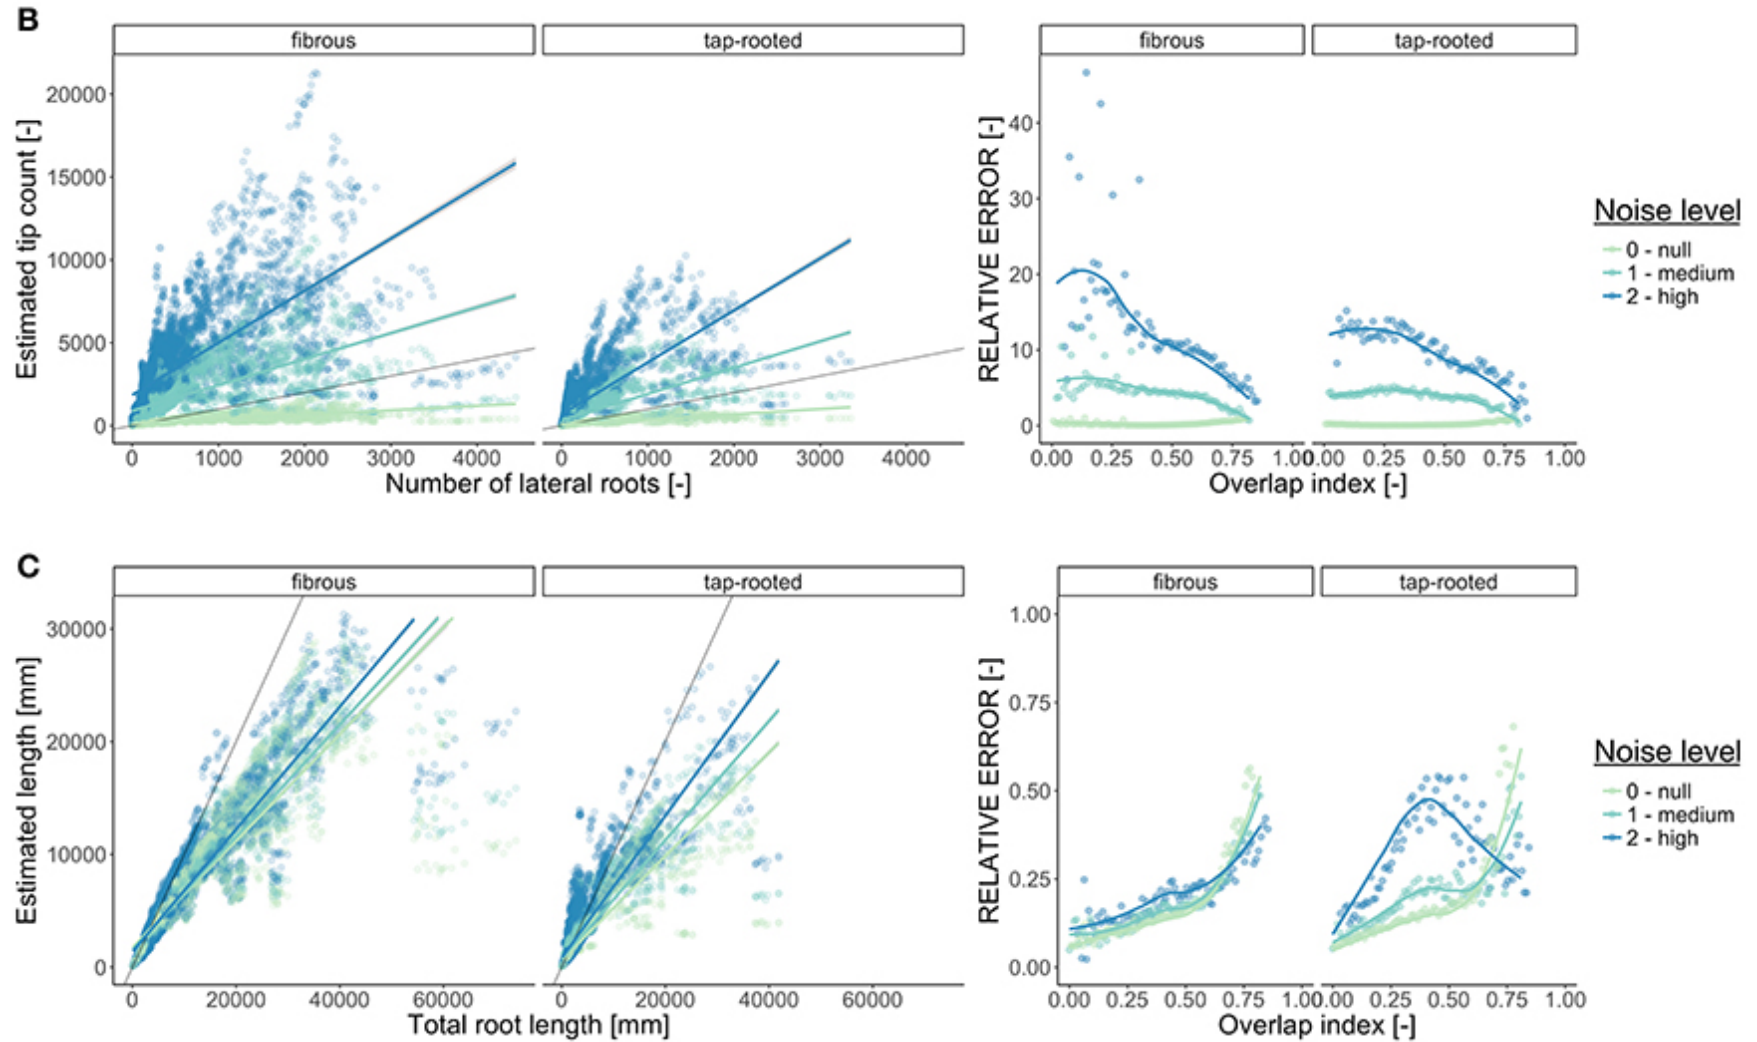 B
fibrous
tap-rooted
fibrous
tap-rooted
Estimated tip count [-]
20000
15000
10000
5000
0
0 1000 2000 3000 4000
0 1000 2000 3000 4000
Number of lateral roots [-]
RELATIVE ERROR [-]
40
30
20
10
0
0.00 0.25 0.50 0.75 1.00
0.00 0.25 0.50 0.75 1.00
Overlap index [-]
Noise level
0 - null
1 - medium
2 - high
C
fibrous
tap-rooted
fibrous
tap-rooted
Estimated length [mm]
30000
20000
10000
0
0 20000 40000 60000
0 20000 40000 60000
Total root length [mm]
RELATIVE ERROR [-]
1.00
0.75
0.50
0.25
0.00
0.00 0.25 0.50 0.75 1.00
0.00 0.25 0.50 0.75 1.00
Overlap index [-]
Noise level
0 - null
1 - medium
2 - high